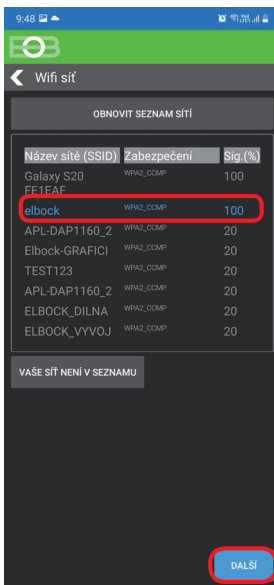 9:48
EOB
Wifi síť
OBNOVIT SEZNAM SÍTÍ
Název sítě (SSID) Zabezpečení Sig.(%)
Galaxy S20 WPA2_CCMP 100
FE1EAF
elbock WPA2_CCMP 100
APL-DAP1160_2 WPA2_CCMP 20
Elbock-GRAFICI WPA2_CCMP 20
TEST123 WPA2_CCMP 20
APL-DAP1160_2 WPA2_CCMP 20
ELBOCK_DILNA WPA2_CCMP 20
ELBOCK_VYVOJ WPA2_CCMP 20
VAŠE SÍŤ NENÍ V SEZNAMU
DALŠÍ